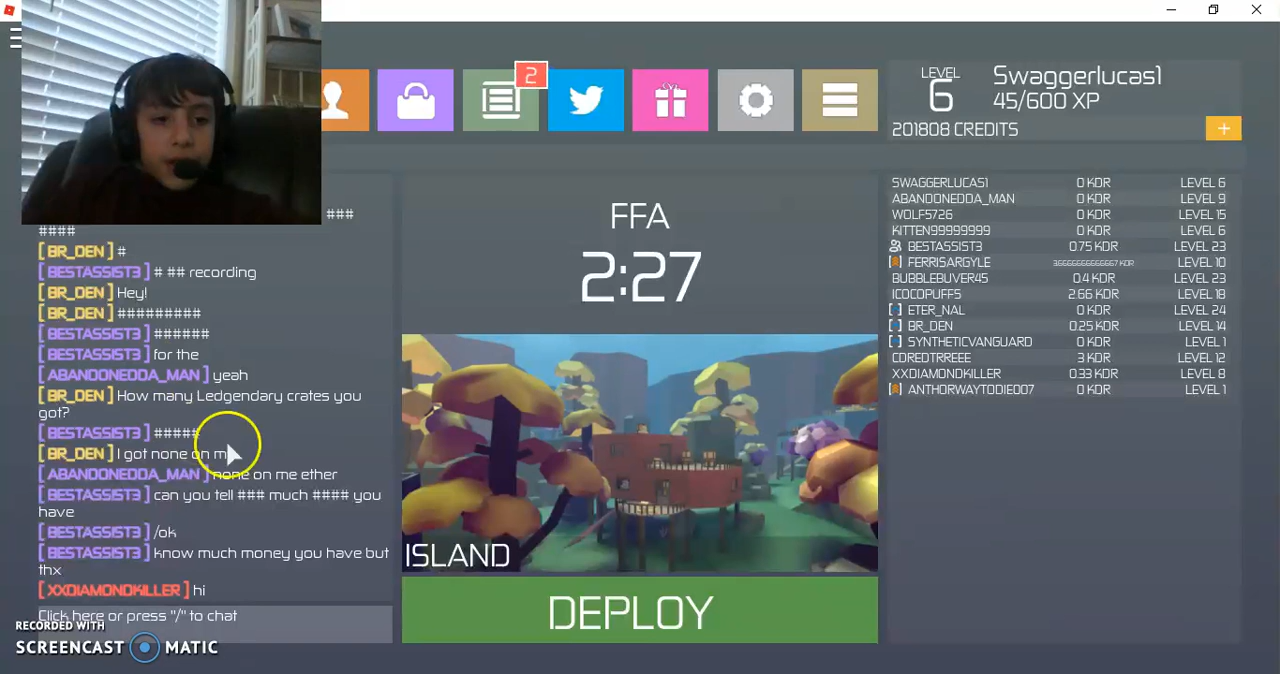 2
LEVEL
6
Swaggerlucas1
45/600 XP
201808 CREDITS
+
###
####
[ BR_DEN ] #
[ BESTASSIST3 ] # ## recording
[ BR_DEN ] Hey!
[ BR_DEN ] #########
[ BESTASSIST3 ] ######
[ BESTASSIST3 ] for the
[ ABANDONEDDA_MAN ] yeah
[ BR_DEN ] How many Ledgendary crates you
got?
[ BESTASSIST3 ] #####
[ BR_DEN ] I got none on
[ ABANDONEDDA_MAN ] none on me ether
[ BESTASSIST3 ] can you tell ### much #### you
have
[ BESTASSIST3 ] /ok
[ BESTASSIST3 ] know much money you have but
thx
[ XXDIAMONDKILLER ] hi
Click here or press "/" to chat
RECORDED WITH
SCREENCAST MATIC
FFA
2:27
ISLAND
DEPLOY
SWAGGERLUCAS1 0 KDR LEVEL 6
ABANDONEDDA_MAN 0 KDR LEVEL 9
WOLF5726 0 KDR LEVEL 15
KITTEN99999999 0 KDR LEVEL 6
BESTASSIST3 0.75 KDR LEVEL 23
FERRISARGYLE KDR LEVEL 10
BUBBLEBUVER45 0.4 KDR LEVEL 23
ICOCOPUFF5 2.66 KDR LEVEL 18
ETER_NAL 0 KDR LEVEL 24
BR_DEN 0.25 KDR LEVEL 14
SYNTHETICVANGUARD 0 KDR LEVEL 1
CDREDTRREEE 3 KDR LEVEL 12
XXDIAMONDKILLER 0.33 KDR LEVEL 8
ANTHORWAYTODIE007 0 KDR LEVEL 1